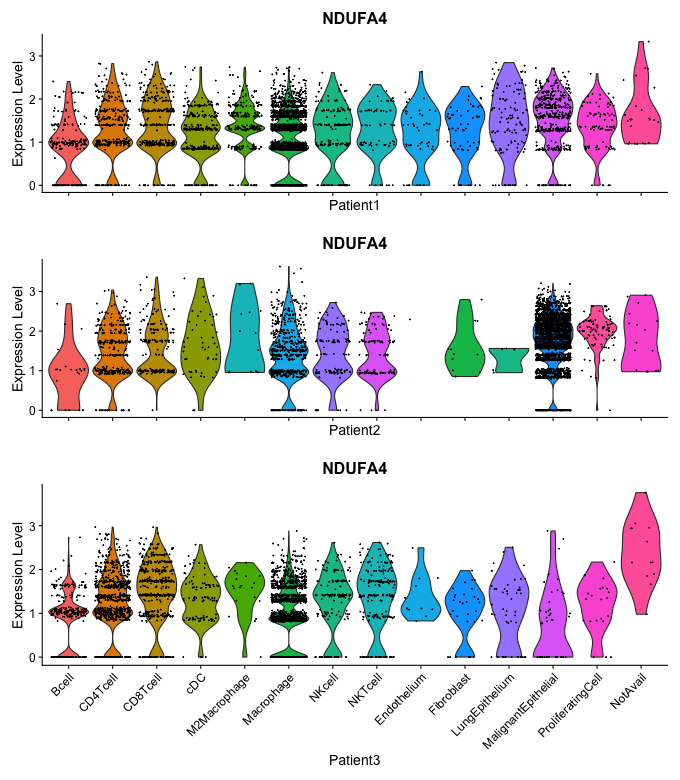 NDUFA4
Expression Level
3
2
1
0
Patient1
NDUFA4
Expression Level
3
2
1
0
Patient2
NDUFA4
Expression Level
3
2
1
0
Bcell
CD4Tcell
CD8Tcell
cDC
M2Macrophage
Macrophage
NKcell
NKTcell
Endothelium
Fibroblast
LungEpithelium
MalignantEpithelial
ProliferatingCell
NotAvail
Patient3